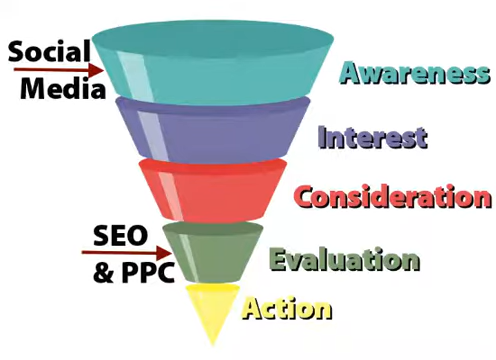 Social
Media
Awareness
Interest
Consideration
SEO
& PPC
Evaluation
Action